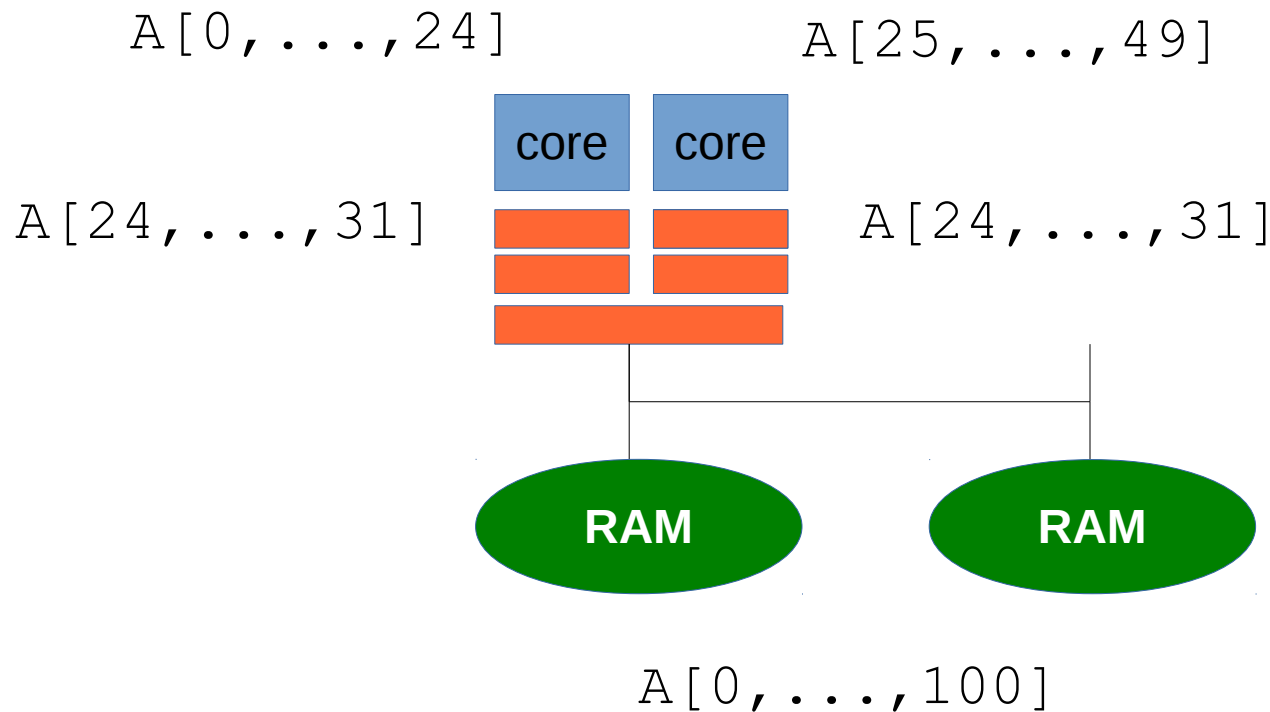 A[0,...,24]
A[25,...,49]
core
core
A[24,...,31]
A[24,...,31]
RAM
RAM
A[0,...,100]